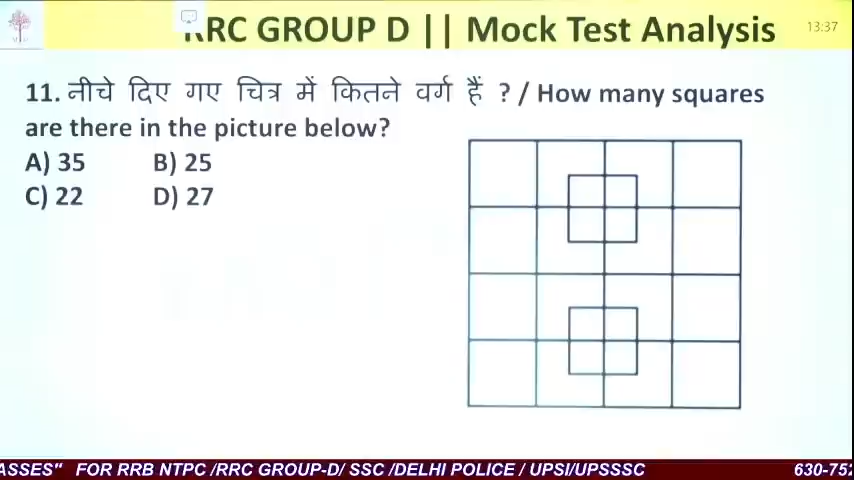 RRC GROUP D || Mock Test Analysis
13:37
11. नीचे दिए गए चित्र में कितने वर्ग हैं ? / How many squares
are there in the picture below?
A) 35 B) 25
C) 22 D) 27
ASSES" FOR RRB NTPC /RRC GROUP-D/ SSC /DELHI POLICE / UPSI/UPSSSC 630-752